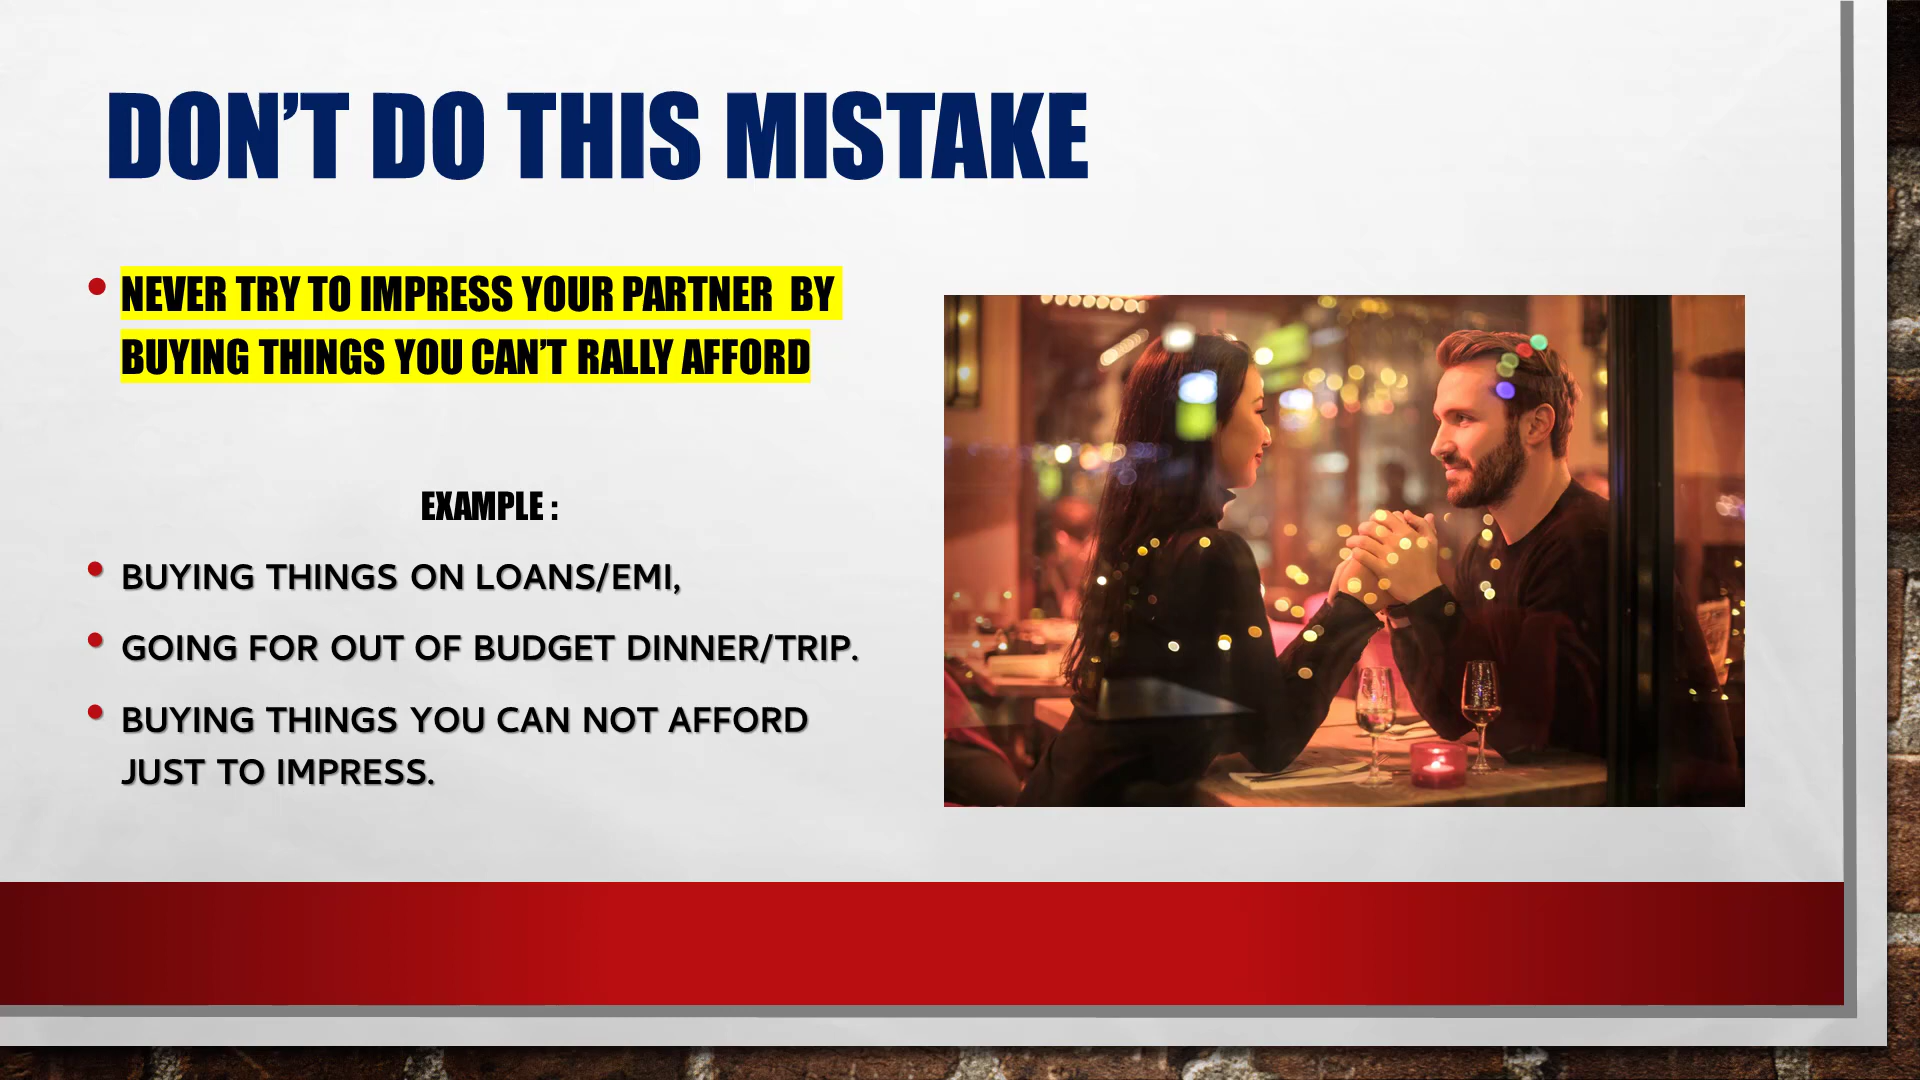 DON’T DO THIS MISTAKE
• NEVER TRY TO IMPRESS YOUR PARTNER  BY
BUYING THINGS YOU CAN’T RALLY AFFORD
EXAMPLE :
• BUYING THINGS ON LOANS/EMI,
• GOING FOR OUT OF BUDGET DINNER/TRIP.
• BUYING THINGS YOU CAN NOT AFFORD
JUST TO IMPRESS.